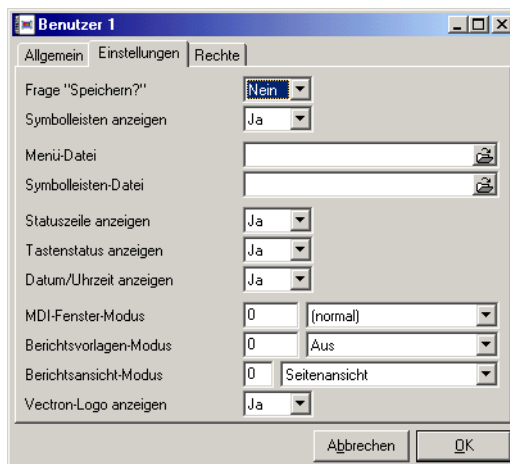 Benutzer 1
Allgemein Einstellungen Rechte
Frage "Speichern?" Nein
Symbolleisten anzeigen Ja
Menü-Datei
Symbolleisten-Datei
Statuszeile anzeigen Ja
Tastenstatus anzeigen Ja
Datum/Uhrzeit anzeigen Ja
MDI-Fenster-Modus 0 (normal)
Berichtsvorlagen-Modus 0 Aus
Berichtsansicht-Modus 0 Seitenansicht
Vectron-Logo anzeigen Ja
Abbrechen OK